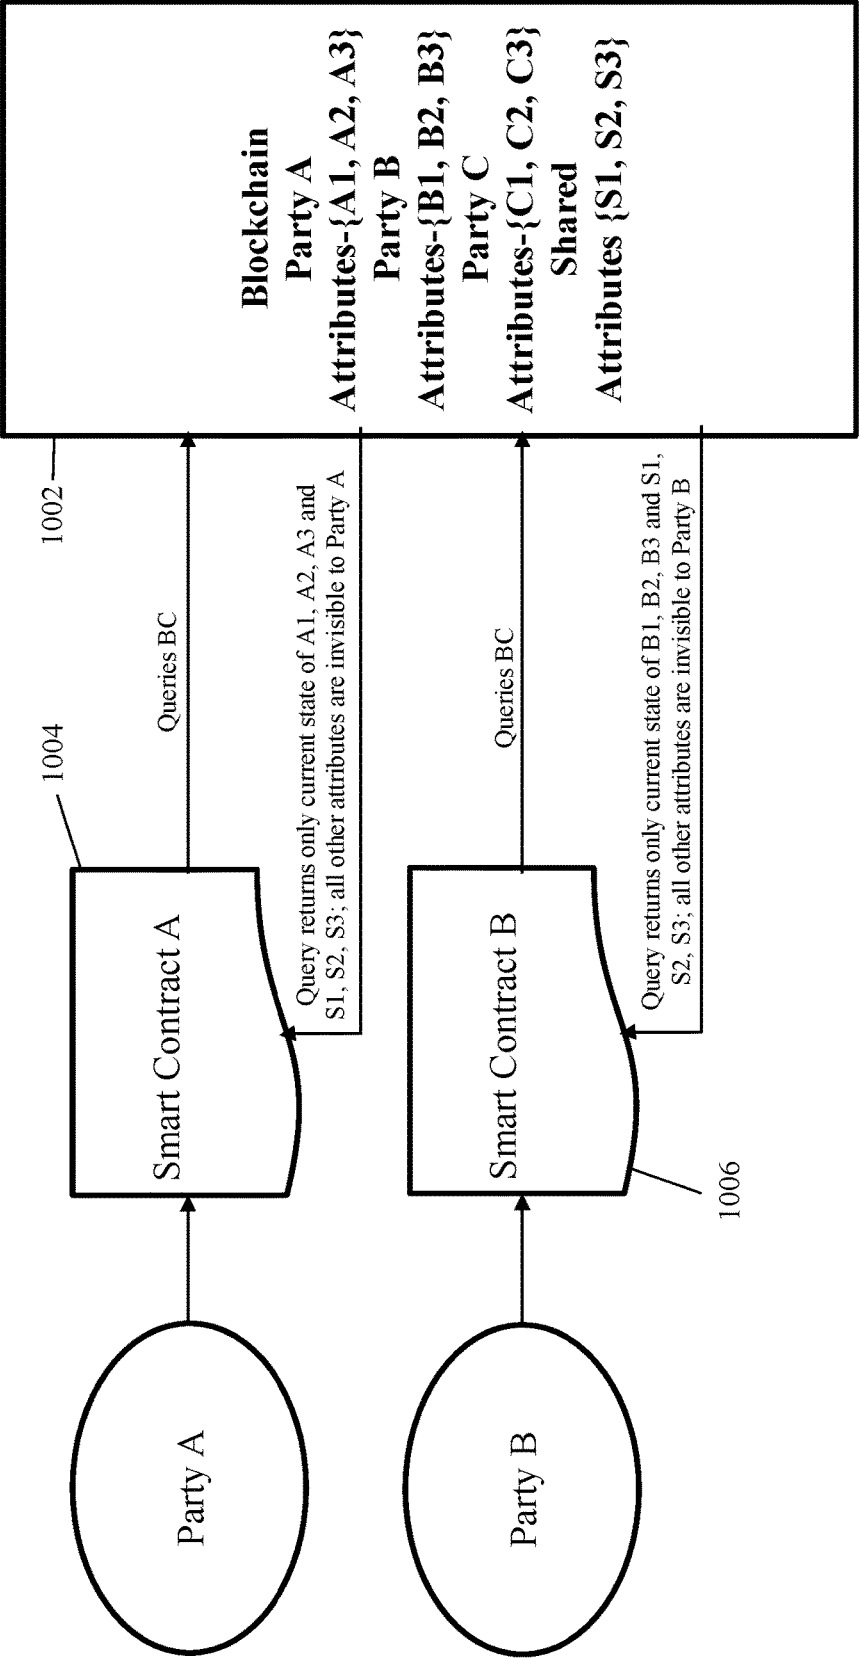 Party A
Smart Contract A
1004
Queries BC
Query returns only current state of A1, A2, A3 and
S1, S2, S3; all other attributes are invisible to Party A
1002
Blockchain
Party A
Attributes-{A1, A2, A3}
Party B
Attributes-{B1, B2, B3}
Party C
Attributes-{C1, C2, C3}
Shared
Attributes {S1, S2, S3}
Party B
Smart Contract B
1006
Queries BC
Query returns only current state of B1, B2, B3 and S1,
S2, S3; all other attributes are invisible to Party B